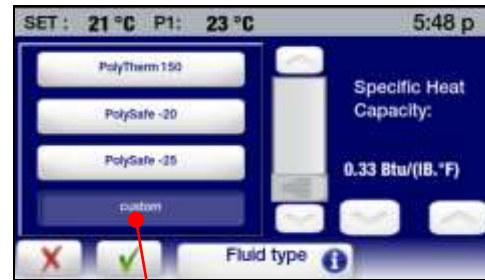 SET: 21 °C P1: 23 °C 5:48 p
PolyTherm 150
PolySafe -20
PolySafe -25
custom
Specific Heat
Capacity:
0.33 Btu/(lB.°F)
Fluid type
i